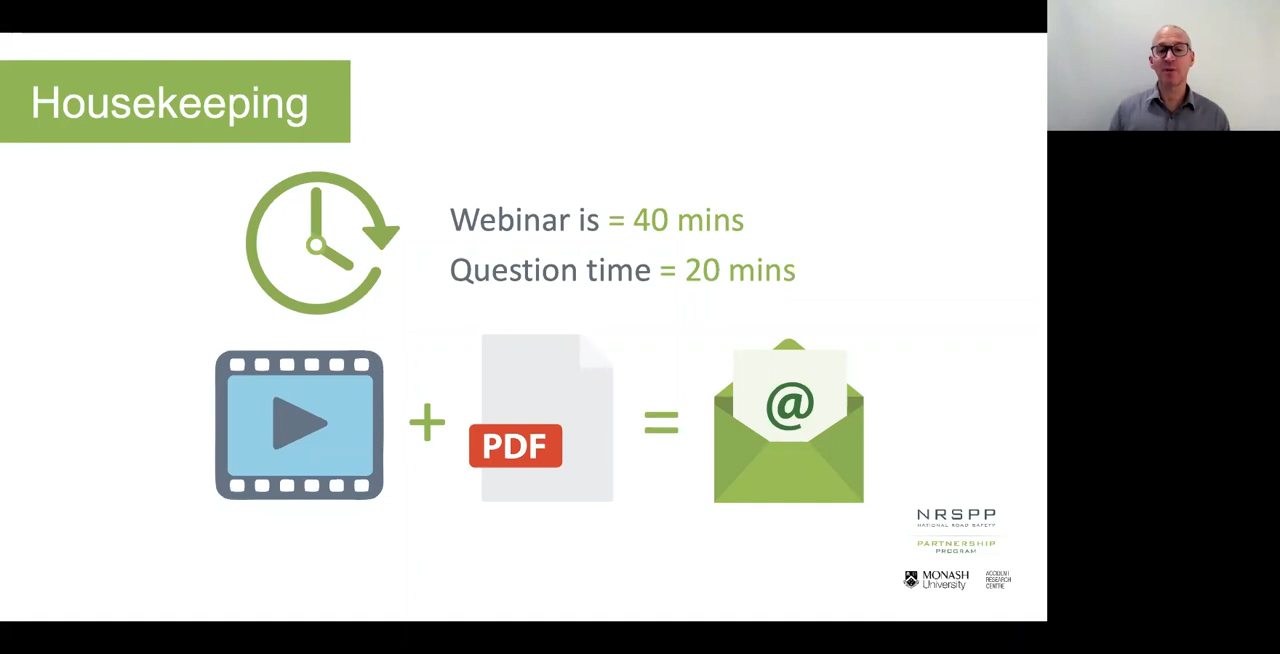 Housekeeping
Webinar is = 40 mins
Question time = 20 mins
+
PDF
=
@
NRSPP
NATIONAL ROAD SAFETY
PARTNERSHIP
PROGRAM
MONASH
University
ACCIDENT
RESEARCH
CENTRE